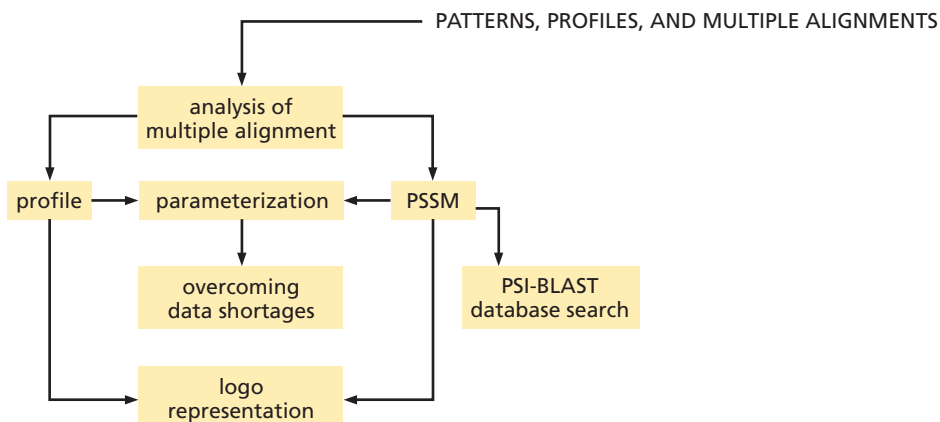 PATTERNS, PROFILES, AND MULTIPLE ALIGNMENTS
analysis of
multiple alignment
profile
parameterization
PSSM
overcoming
data shortages
PSI-BLAST
database search
logo
representation